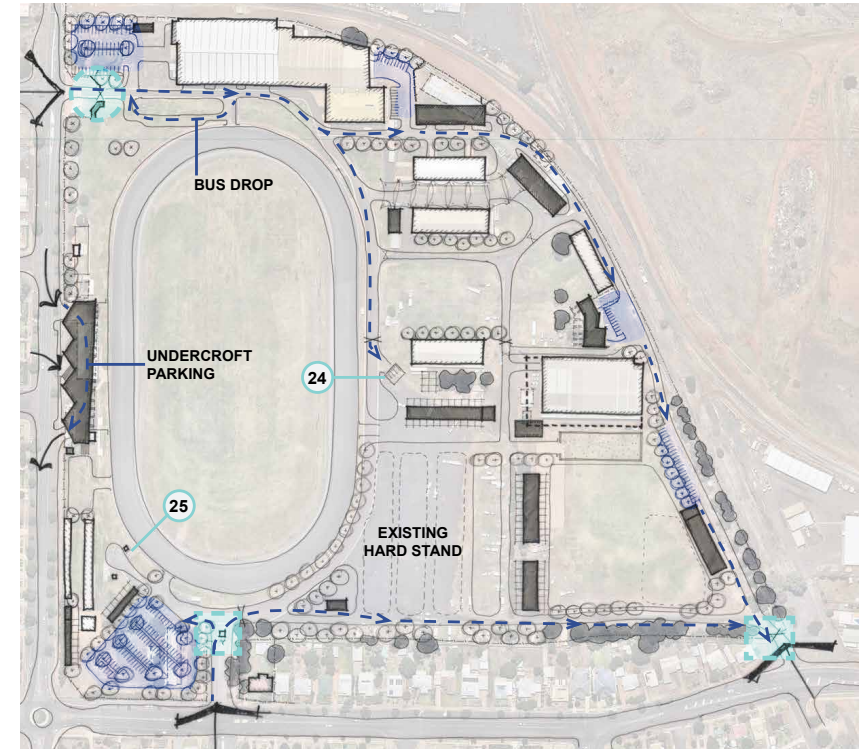 BUS DROP
UNDERCROFT
PARKING
24
25
EXISTING
HARD STAND